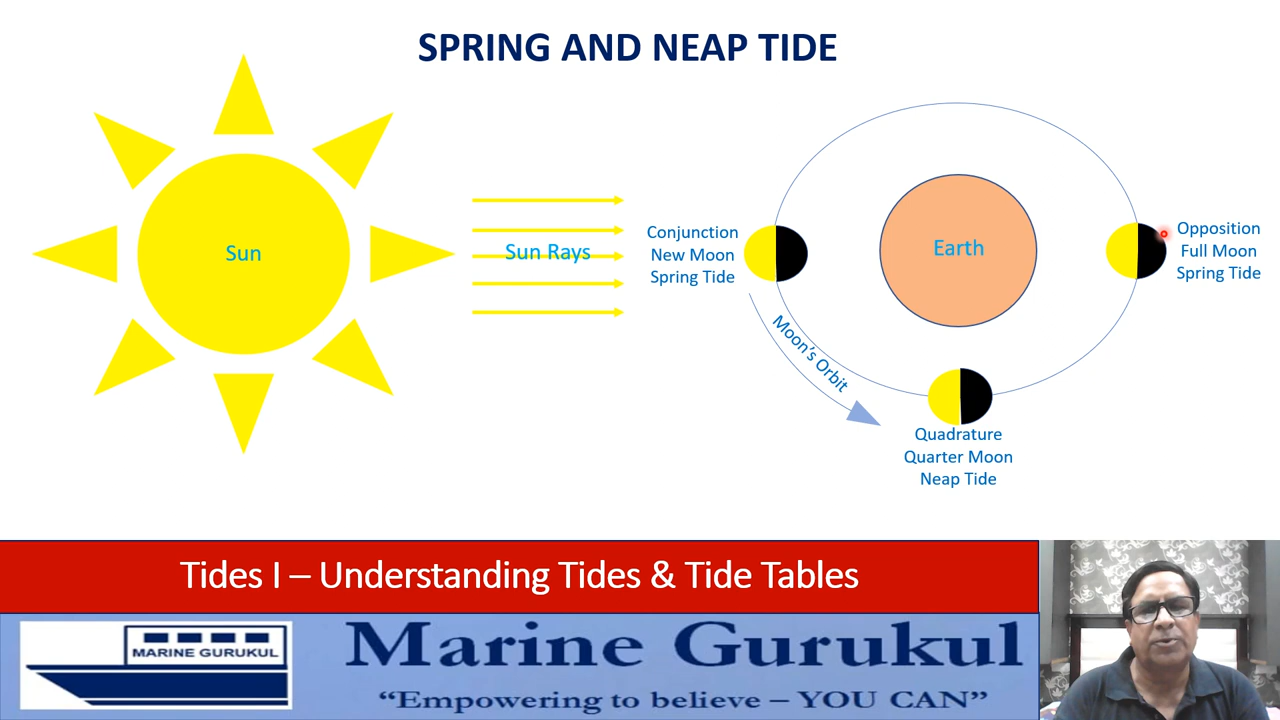 SPRING AND NEAP TIDE
Sun
Sun Rays
Conjunction
New Moon
Spring Tide
Earth
Opposition
Full Moon
Spring Tide
Moon's Orbit
Quadrature
Quarter Moon
Neap Tide
Tides I – Understanding Tides & Tide Tables
MARINE GURUKUL
Marine Gurukul
“Empowering to believe – YOU CAN”